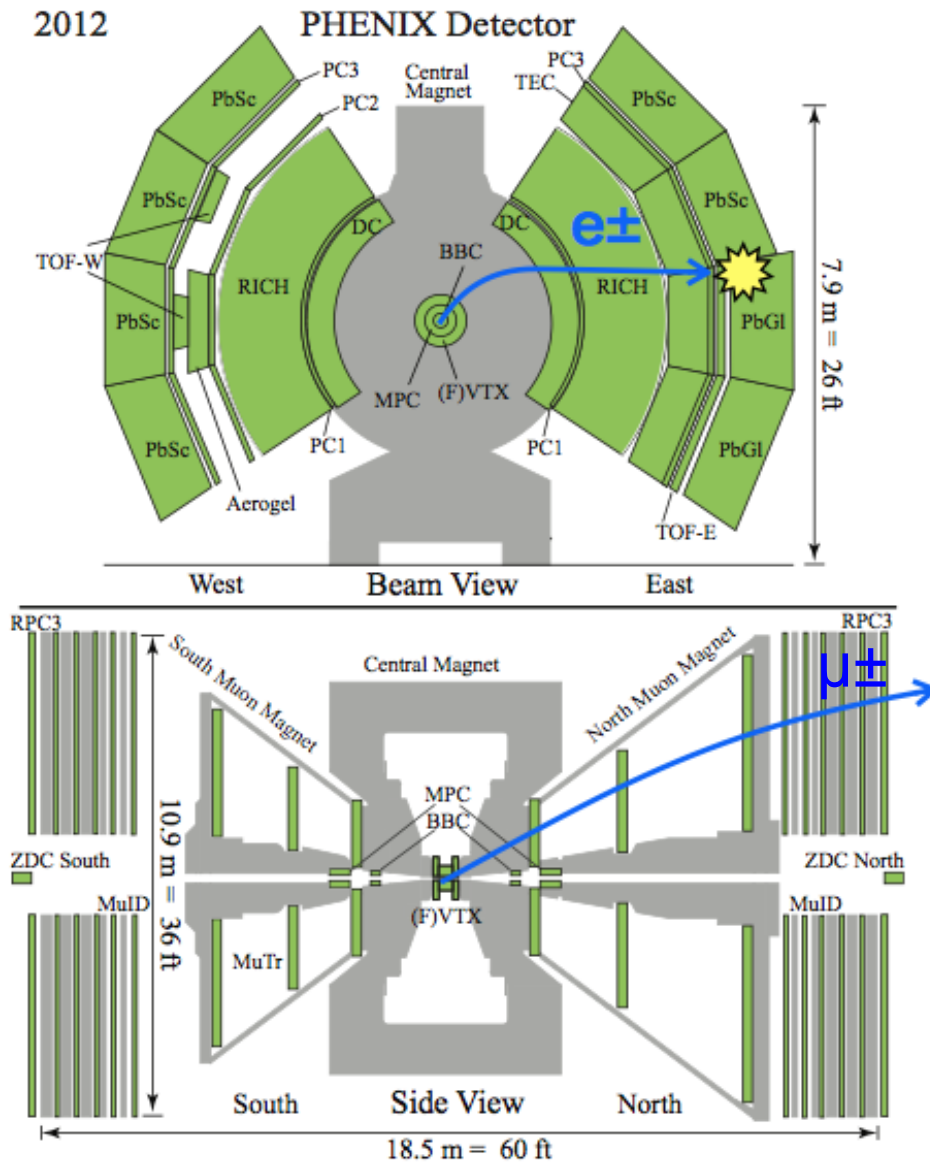 2012 PHENIX Detector
Central
Magnet
PC3
PC2
PbSc
PbSc
TOF-W
PbSc
PbSc
RICH
DC
BBC
MPC
(F)VTX
PC1
Aerogel
PC3
TEC
PbSc
PbSc
DC
e±
RICH
PbGl
PbGl
PC1
TOF-E
7.9 m = 26 ft
West
Beam View
East
RPC3
South Muon Magnet
Central Magnet
North Muon Magnet
RPC3
μ±
10.9 m = 36 ft
MPC
BBC
ZDC South
ZDC North
MuID
(F)VTX
MuID
MuTr
South
Side View
North
18.5 m = 60 ft